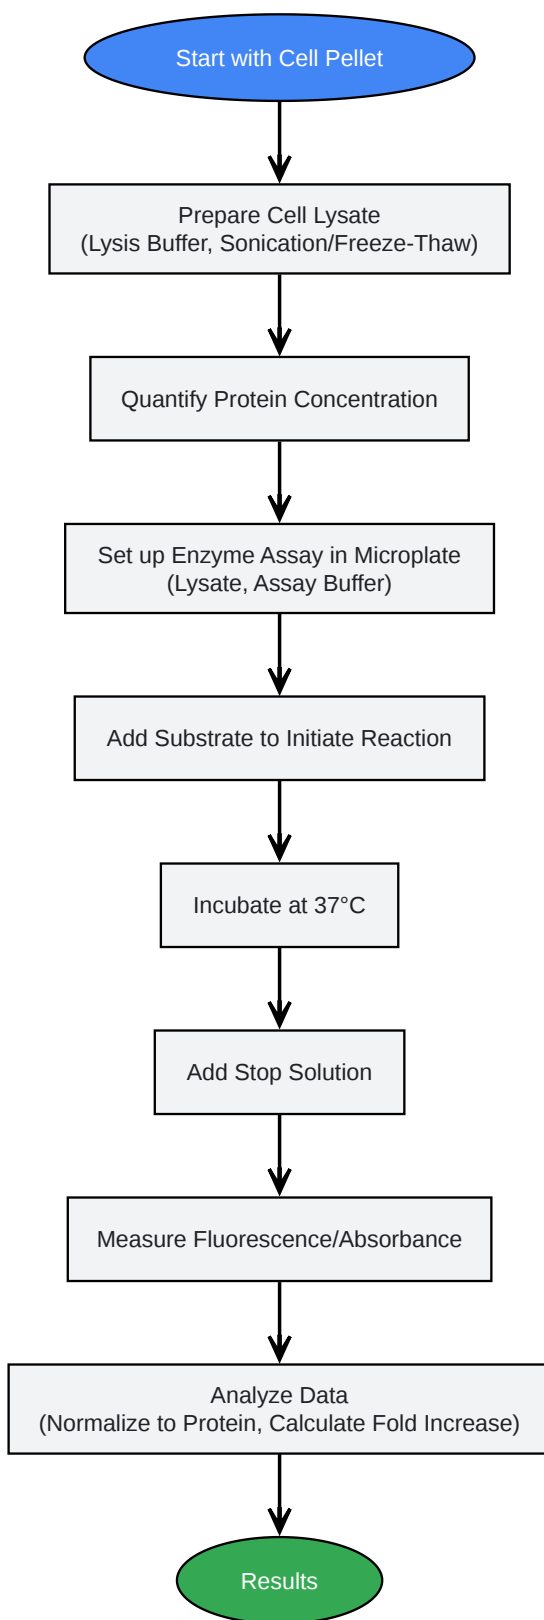 Start with Cell Pellet
Prepare Cell Lysate
(Lysis Buffer, Sonication/Freeze-Thaw)
Quantify Protein Concentration
Set up Enzyme Assay in Microplate
(Lysate, Assay Buffer)
Add Substrate to Initiate Reaction
Incubate at 37°C
Add Stop Solution
Measure Fluorescence/Absorbance
Analyze Data
(Normalize to Protein, Calculate Fold Increase)
Results